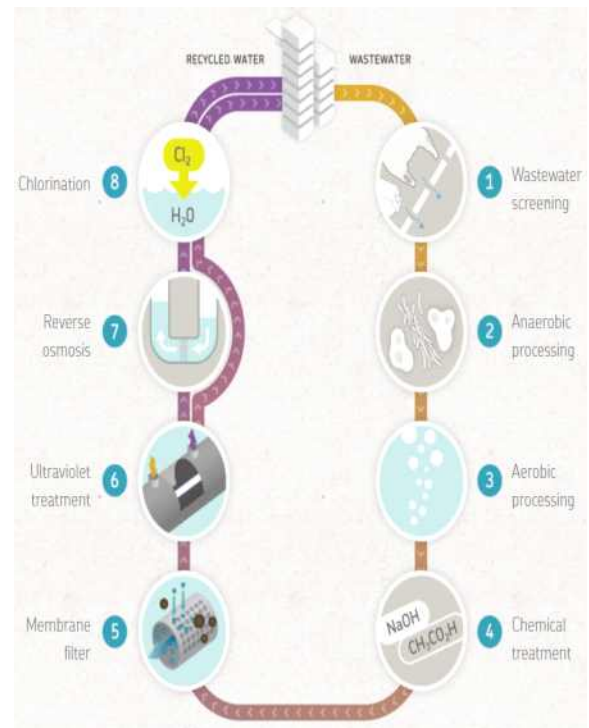 RECYCLED WATER
WASTEWATER
Cl₂
H₂O
Chlorination
8
1
Wastewater
screening
Reverse
osmosis
7
2
Anaerobic
processing
Ultraviolet
treatment
6
3
Aerobic
processing
Membrane
filter
5
NaOH
CH₃CO₃H
4
Chemical
treatment